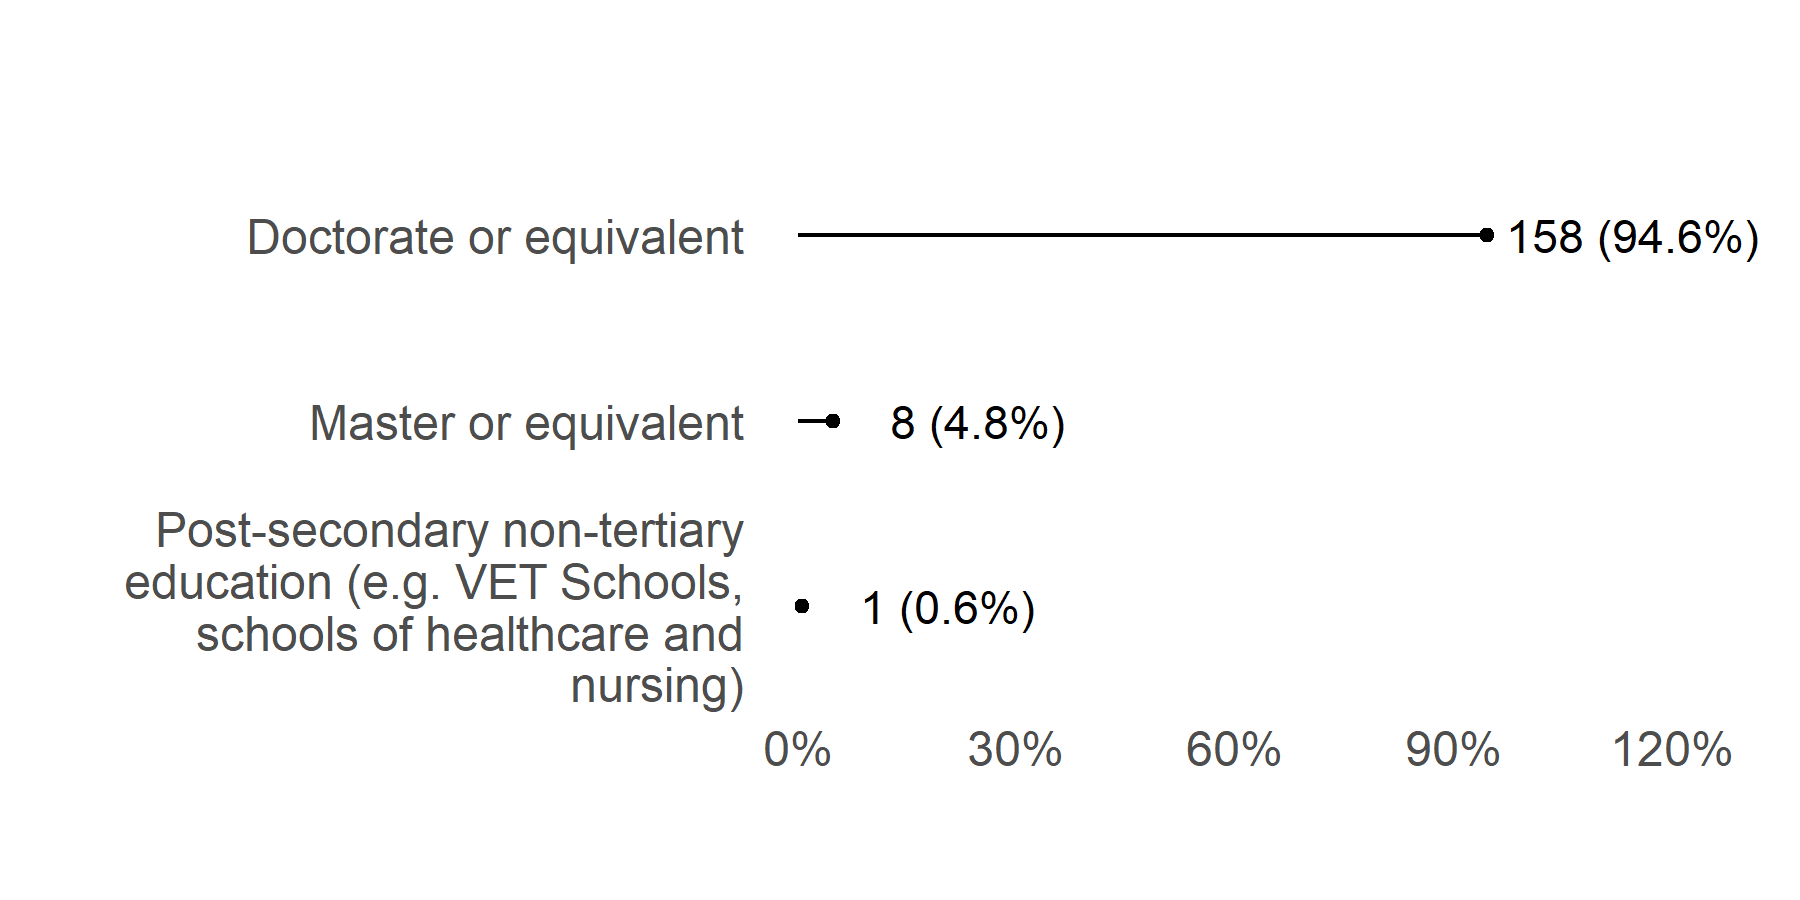 Doctorate or equivalent 158 (94.6%)
Master or equivalent 8 (4.8%)
Post-secondary non-tertiary
education (e.g. VET Schools,
schools of healthcare and
nursing)
1 (0.6%)
0% 30% 60% 90% 120%